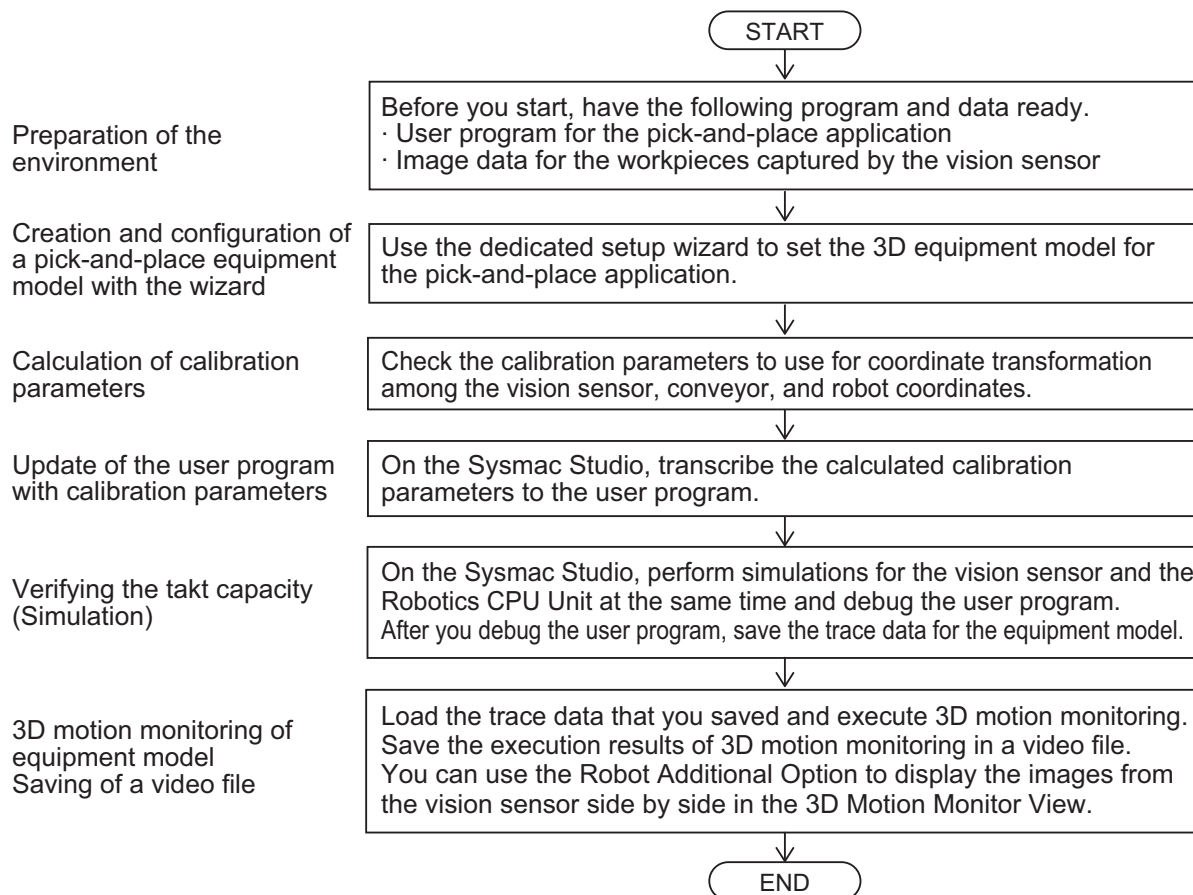 START
Preparation of the
environment
Before you start, have the following program and data ready.
· User program for the pick-and-place application
· Image data for the workpieces captured by the vision sensor
Creation and configuration of
a pick-and-place equipment
model with the wizard
Use the dedicated setup wizard to set the 3D equipment model for
the pick-and-place application.
Calculation of calibration
parameters
Check the calibration parameters to use for coordinate transformation
among the vision sensor, conveyor, and robot coordinates.
Update of the user program
with calibration parameters
On the Sysmac Studio, transcribe the calculated calibration
parameters to the user program.
Verifying the takt capacity
(Simulation)
On the Sysmac Studio, perform simulations for the vision sensor and the
Robotics CPU Unit at the same time and debug the user program.
After you debug the user program, save the trace data for the equipment model.
3D motion monitoring of
equipment model
Saving of a video file
Load the trace data that you saved and execute 3D motion monitoring.
Save the execution results of 3D motion monitoring in a video file.
You can use the Robot Additional Option to display the images from
the vision sensor side by side in the 3D Motion Monitor View.
END